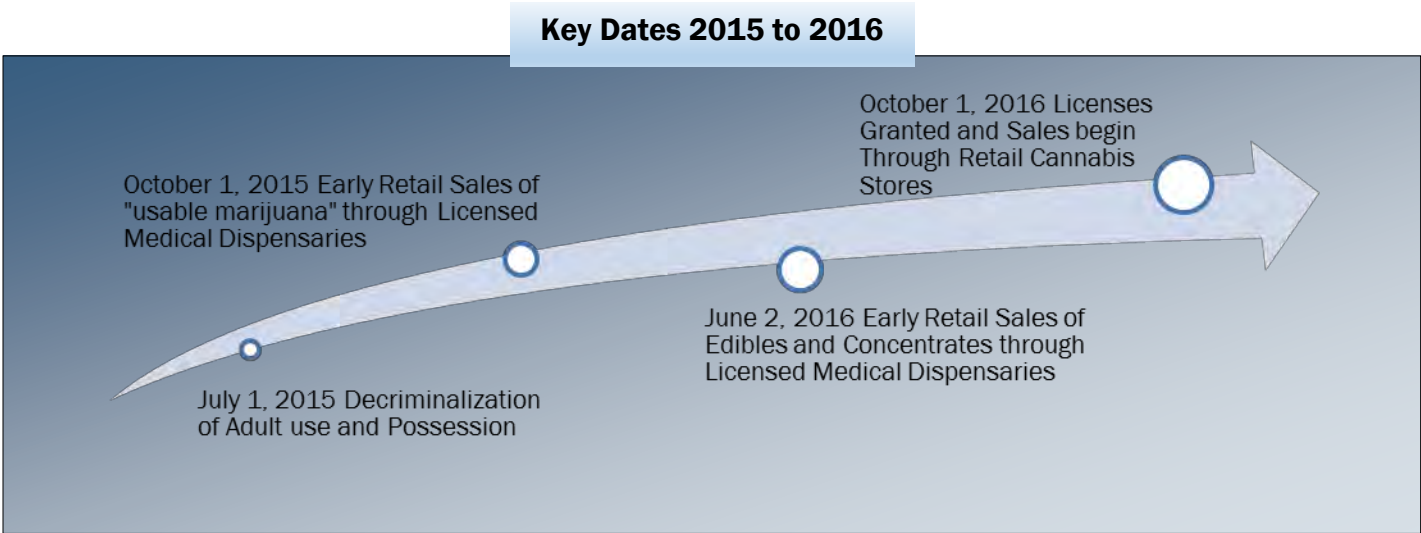 Key Dates 2015 to 2016
October 1, 2016 Licenses
Granted and Sales begin
Through Retail Cannabis
Stores
October 1, 2015 Early Retail Sales of
"usable marijuana" through Licensed
Medical Dispensaries
June 2, 2016 Early Retail Sales of
Edibles and Concentrates through
Licensed Medical Dispensaries
July 1, 2015 Decriminalization
of Adult use and Possession